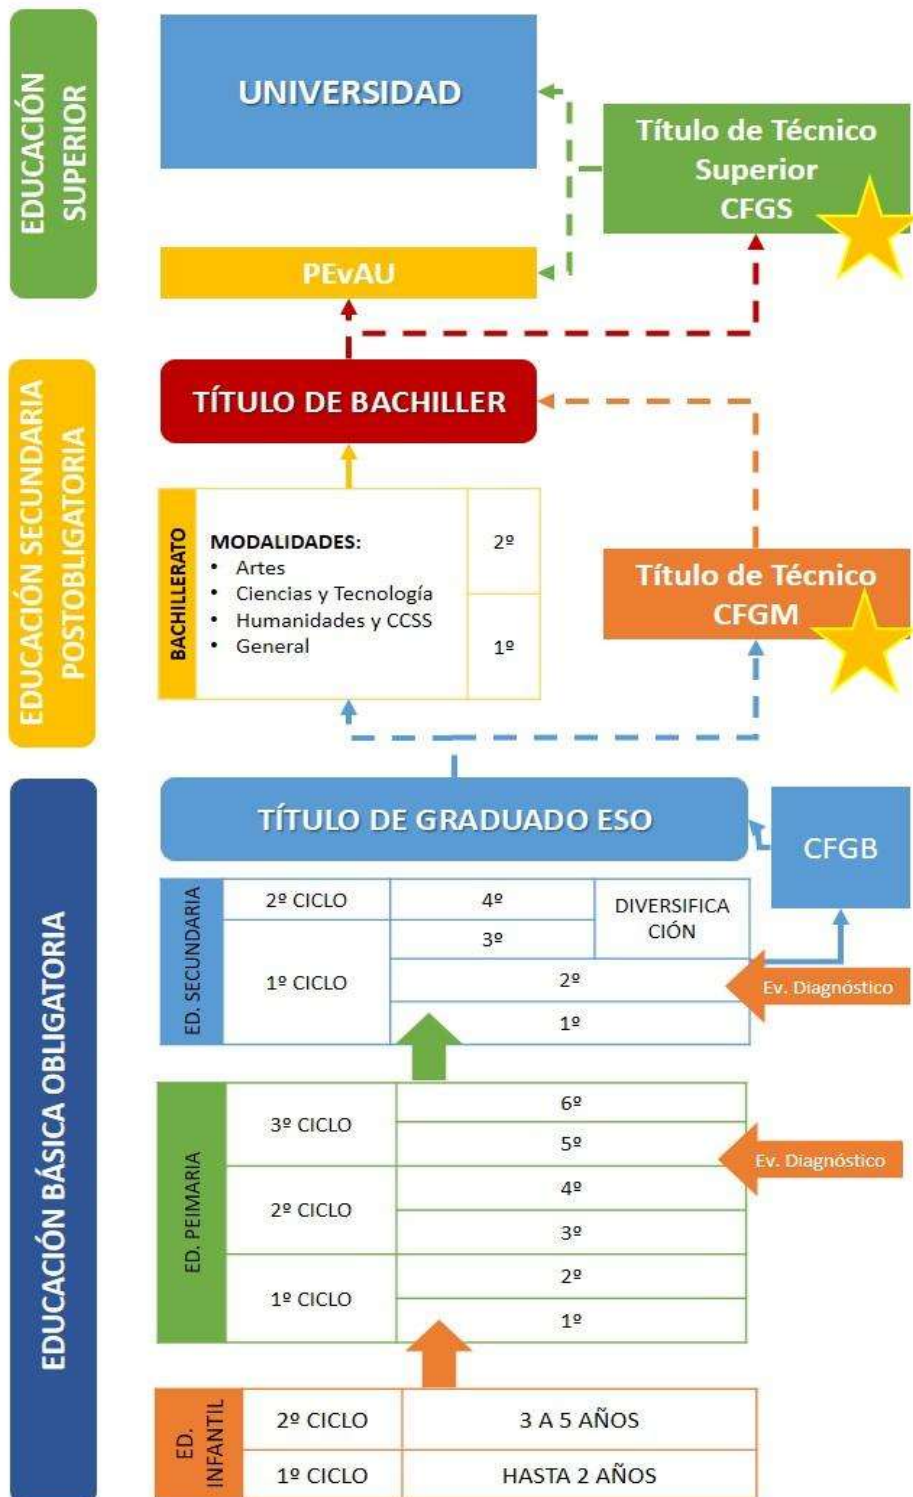 EDUCACIÓN
SUPERIOR
UNIVERSIDAD
Título de Técnico
Superior
CFGS
PEvAU
EDUCACIÓN SECUNDARIA
POSTOBLIGATORIA
TÍTULO DE BACHILLER
BACHILLERATO
MODALIDADES:
• Artes
• Ciencias y Tecnología
• Humanidades y CCSS
• General
2º
1º
Título de Técnico
CFGM
EDUCACIÓN BÁSICA OBLIGATORIA
TÍTULO DE GRADUADO ESO
CFGB
ED. SECUNDARIA
2º CICLO
4º
DIVERSIFICA
CIÓN
3º
1º CICLO
2º
1º
Ev. Diagnóstico
ED. PEIMARIA
3º CICLO
6º
5º
Ev. Diagnóstico
2º CICLO
4º
3º
1º CICLO
2º
1º
ED.
INFANTIL
2º CICLO
3 A 5 AÑOS
1º CICLO
HASTA 2 AÑOS